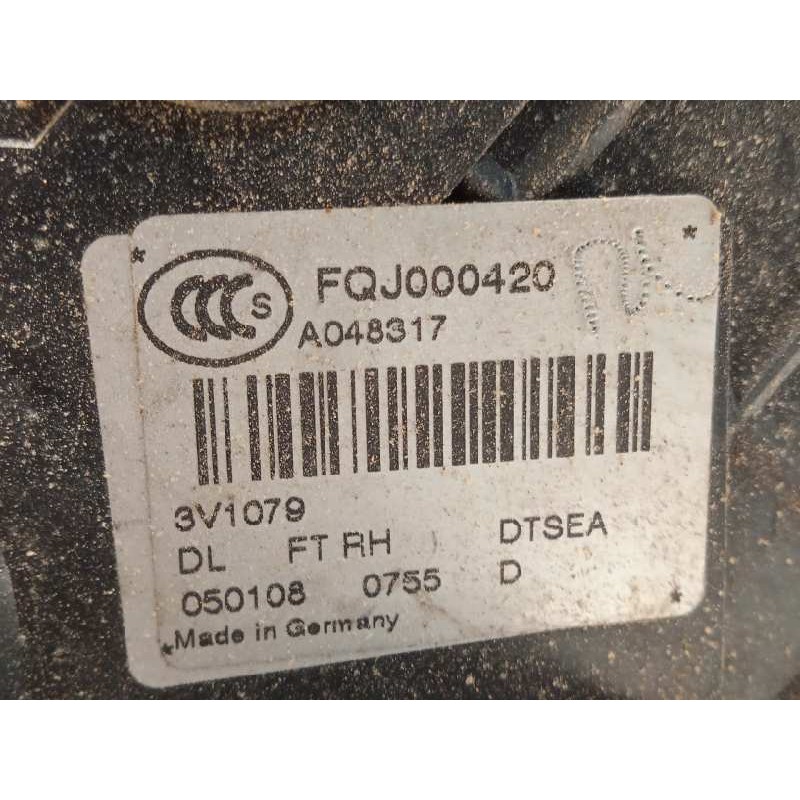 CCC S FQJ000420
A048317
3V1079
DL FT RH DTSEA
050108 0755 D
Made in Germany